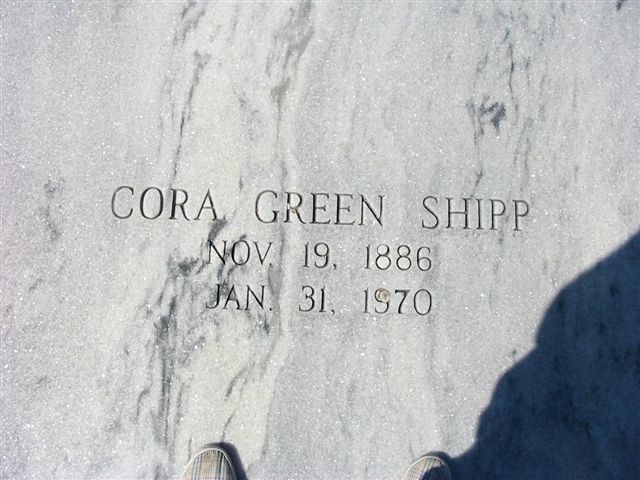 CORA GREEN SHIPP
NOV 19, 1886
JAN. 31, 1970